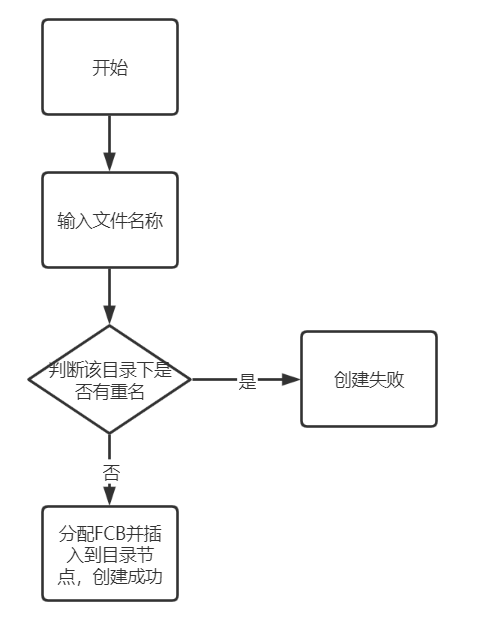 开始
输入文件名称
判断该目录下是
否有重名
是
创建失败
否
分配FCB并插
入到目录节
点，创建成功